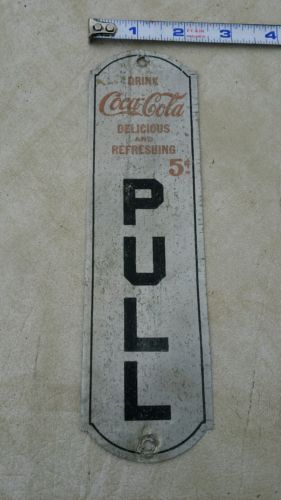 1 2 3 4
DRINK
Coca-Cola
DELICIOUS
AND
REFRESHING
5¢
PULL